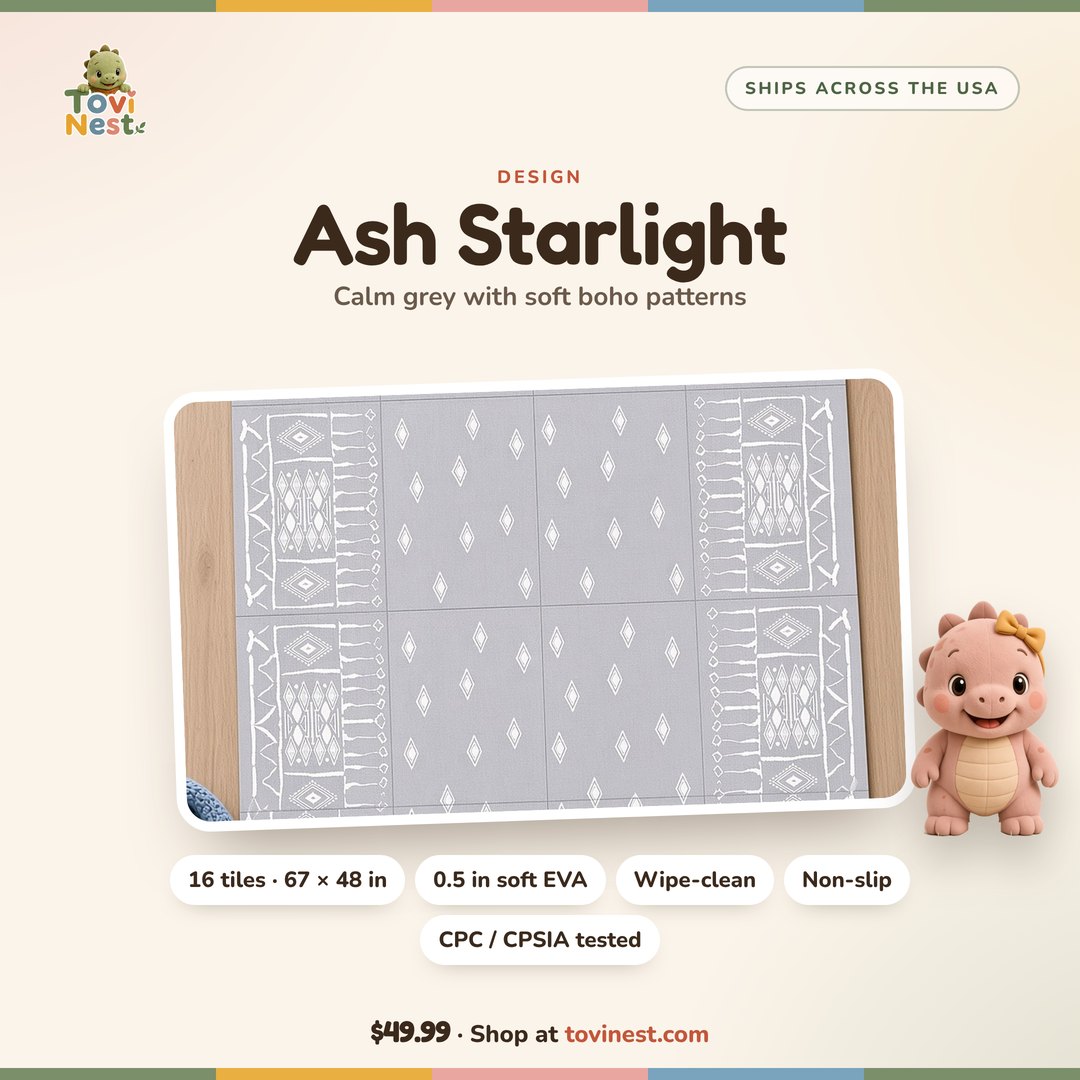 Tovi
Nest
SHIPS ACROSS THE USA
DESIGN
Ash Starlight
Calm grey with soft boho patterns
16 tiles · 67 × 48 in
0.5 in soft EVA
Wipe-clean
Non-slip
CPC / CPSIA tested
$49.99 · Shop at tovinest.com